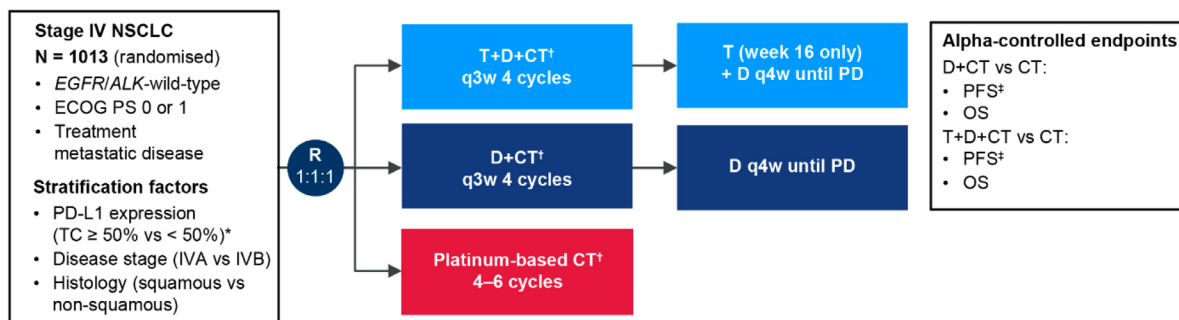 Stage IV NSCLC
N = 1013 (randomised)
• EGFR/ALK-wild-type
• ECOG PS 0 or 1
• Treatment
metastatic disease
Stratification factors
• PD-L1 expression
(TC ≥ 50% vs < 50%)*
• Disease stage (IVA vs IVB)
• Histology (squamous vs
non-squamous)
R
1:1:1
T+D+CT†
q3w 4 cycles
T (week 16 only)
+ D q4w until PD
D+CT†
q3w 4 cycles
D q4w until PD
Platinum-based CT†
4–6 cycles
Alpha-controlled endpoints
D+CT vs CT:
• PFS‡
• OS
T+D+CT vs CT:
• PFS‡
• OS